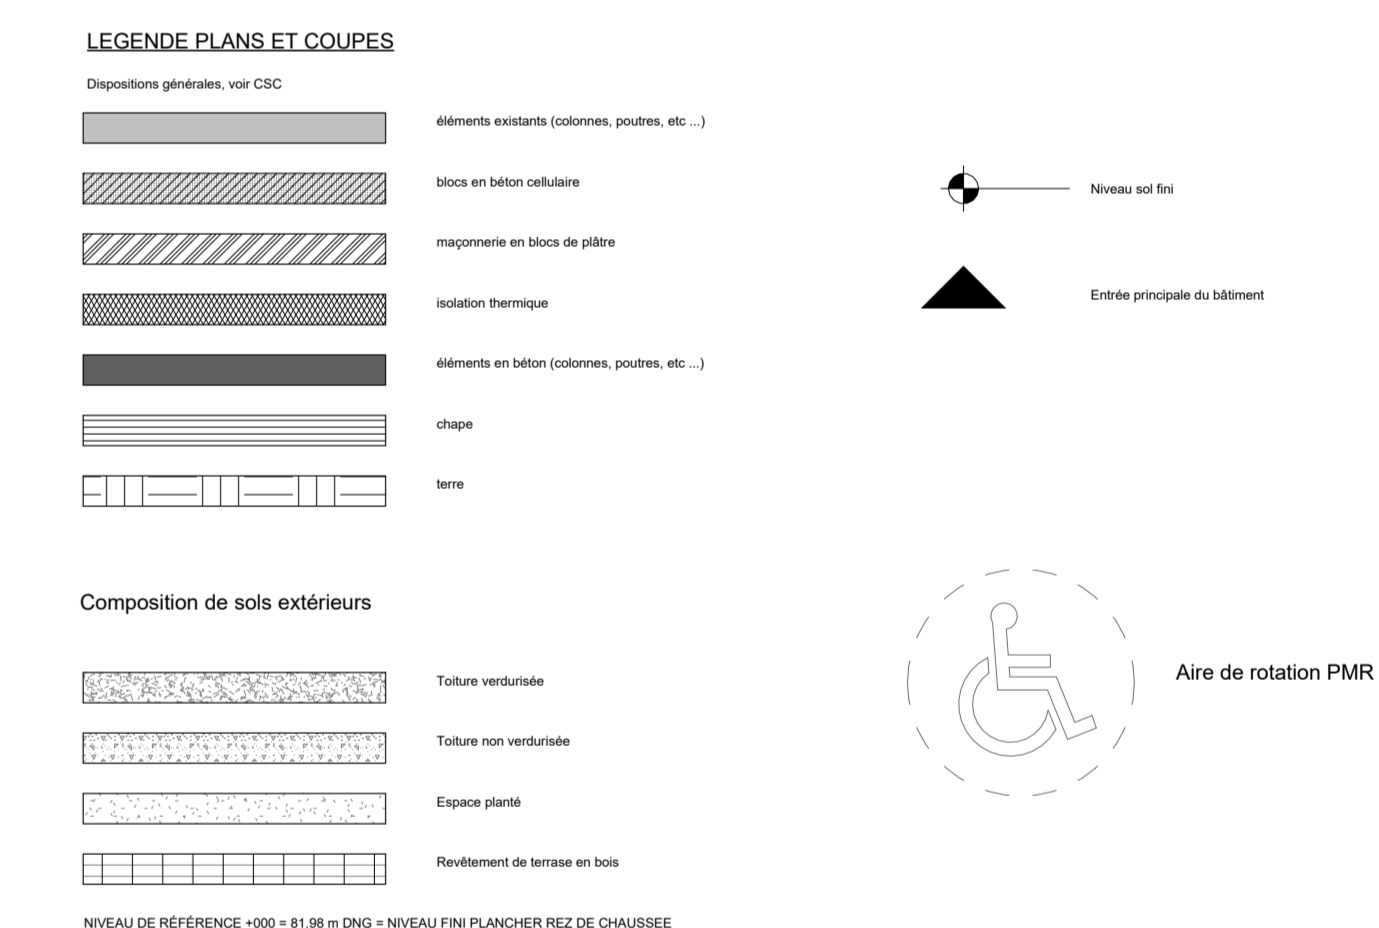 LEGENDE PLANS ET COUPES
Dispositions générales, voir CSC
éléments existants (colonnes, poutres, etc ...)
blocs en béton cellulaire
maçonnerie en blocs de plâtre
isolation thermique
éléments en béton (colonnes, poutres, etc ...)
chape
terre
Niveau sol fini
Entrée principale du bâtiment
Composition de sols extérieurs
Toiture verdurisée
Toiture non verdurisée
Espace planté
Revêtement de terrase en bois
Aire de rotation PMR
NIVEAU DE RÉFÉRENCE +000 = 81.98 m DNG = NIVEAU FINI PLANCHER REZ DE CHAUSSEE